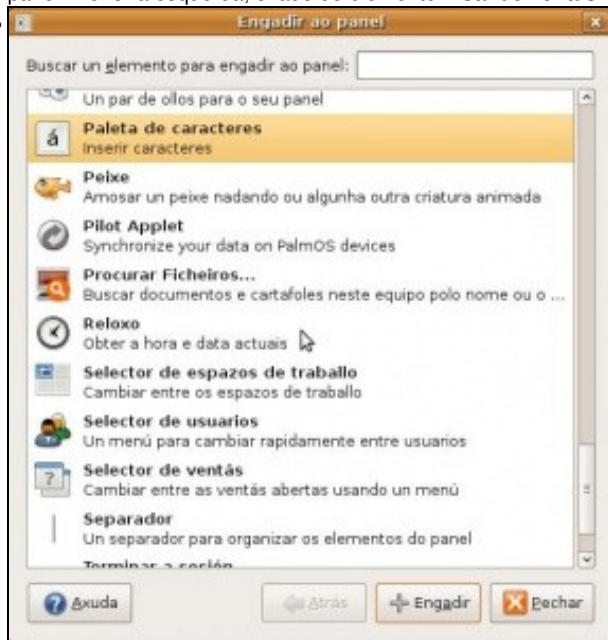 Engadir ao panel
Buscar un elemento para engadir ao panel:
Un par de ollos para o seu panel
Paleta de caracteres
Inserir caracteres
Peixe
Amosar un peixe nadando ou algunha outra criatura animada
Pilot Applet
Synchronize your data on PalmOS devices
Procurar Ficheiros...
Buscar documentos e cartafoles neste equipo polo nome ou o ...
Reloxo
Obter a hora e data actuais
Selector de espazos de traballo
Cambiar entre os espazos de traballo
Selector de usuarios
Un menú para cambiar rapidamente entre usuarios
Selector de ventás
Cambiar entre as ventás abertas usando un menú
Separador
Un separador para organizar os elementos do panel
Terminar a sesión
Axuda Atrás Engadir Pechar